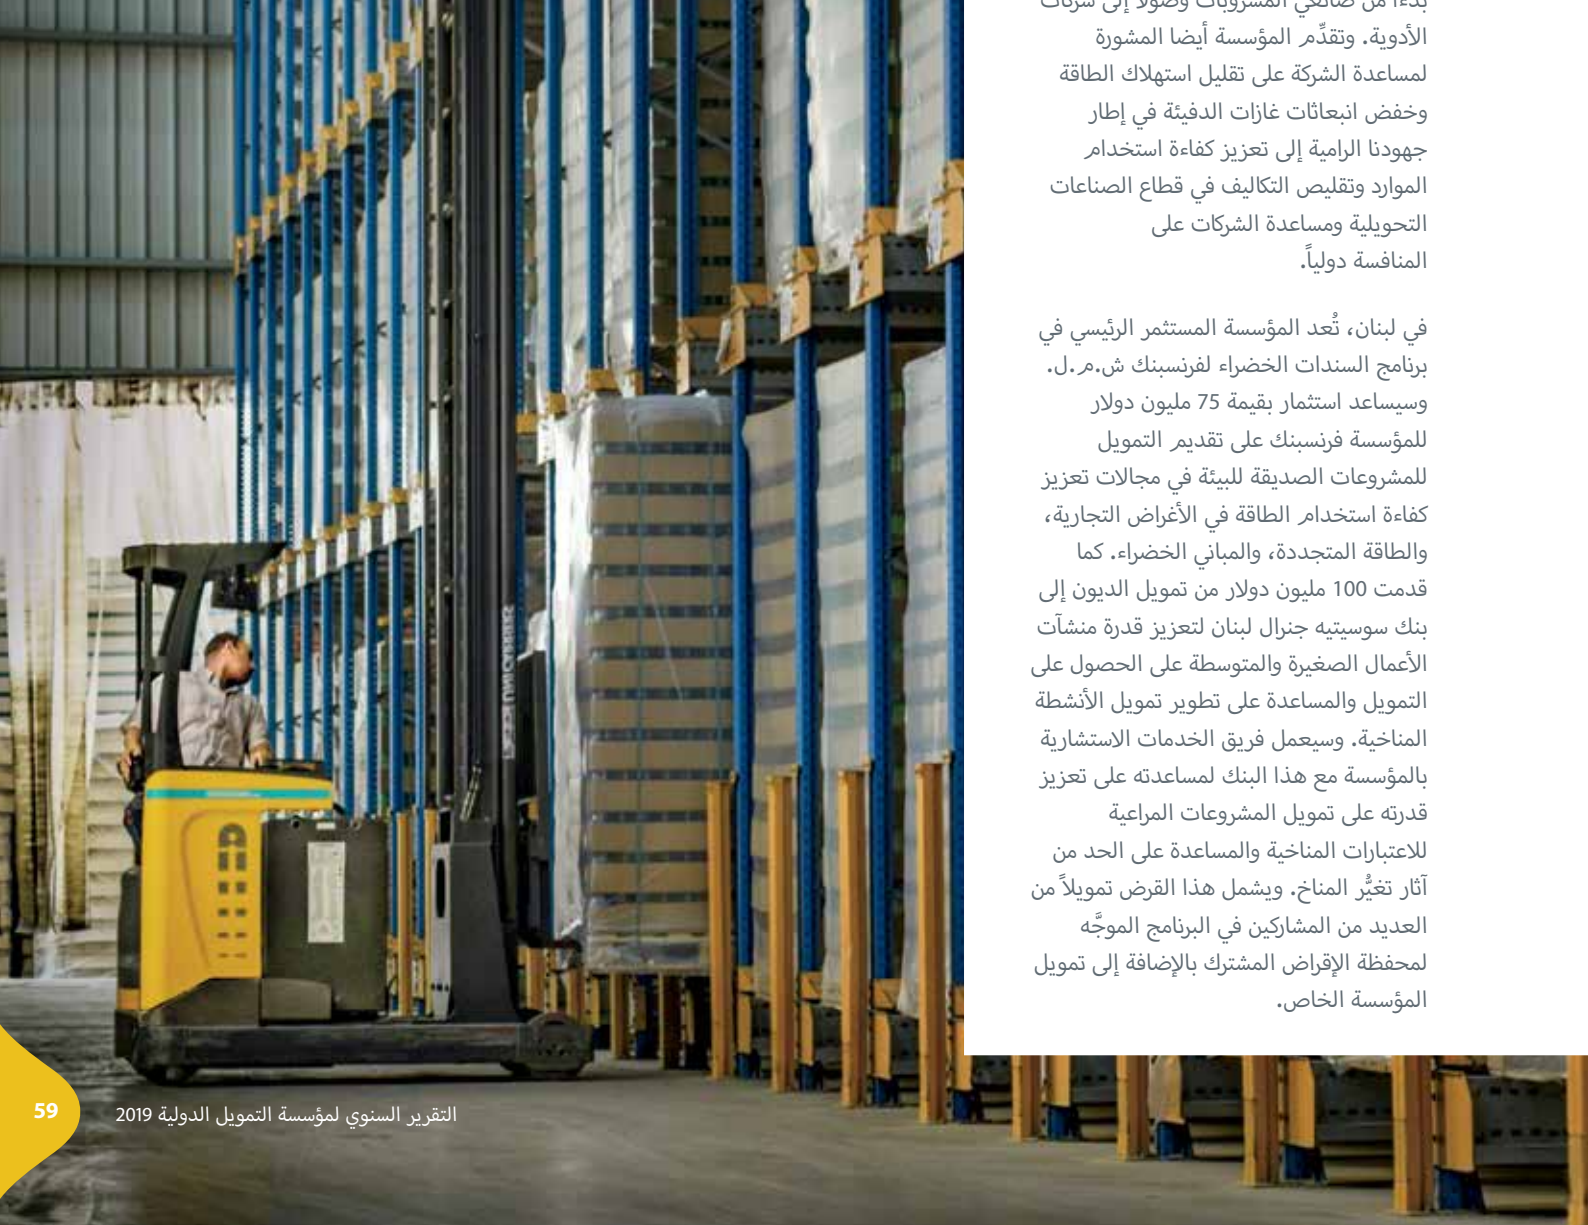 بدءاً من صانعي المشروبات وصولاً إلى شركات
الأدوية. وتقدِّم المؤسسة أيضا المشورة
لمساعدة الشركة على تقليل استهلاك الطاقة
وخفض انبعاثات غازات الدفيئة في إطار
جهودنا الرامية إلى تعزيز كفاءة استخدام
الموارد وتقليص التكاليف في قطاع الصناعات
التحويلية ومساعدة الشركات على
المنافسة دولياً.
في لبنان، تُعد المؤسسة المستثمر الرئيسي في
برنامج السندات الخضراء لفرنسبنك ش.م.ل.
وسيساعد استثمار بقيمة 75 مليون دولار
للمؤسسة فرنسبنك على تقديم التمويل
للمشروعات الصديقة للبيئة في مجالات تعزيز
كفاءة استخدام الطاقة في الأغراض التجارية،
والطاقة المتجددة، والمباني الخضراء. كما
قدمت 100 مليون دولار من تمويل الديون إلى
بنك سوسيتيه جنرال لبنان لتعزيز قدرة منشآت
الأعمال الصغيرة والمتوسطة على الحصول على
التمويل والمساعدة على تطوير تمويل الأنشطة
المناخية. وسيعمل فريق الخدمات الاستشارية
بالمؤسسة مع هذا البنك لمساعدته على تعزيز
قدرته على تمويل المشروعات المراعية
للاعتبارات المناخية والمساعدة على الحد من
آثار تغيُّر المناخ. ويشمل هذا القرض تمويلاً من
العديد من المشاركين في البرنامج الموجَّه
لمحفظة الإقراض المشترك بالإضافة إلى تمويل
المؤسسة الخاص.
التقرير السنوي لمؤسسة التمويل الدولية 2019
59